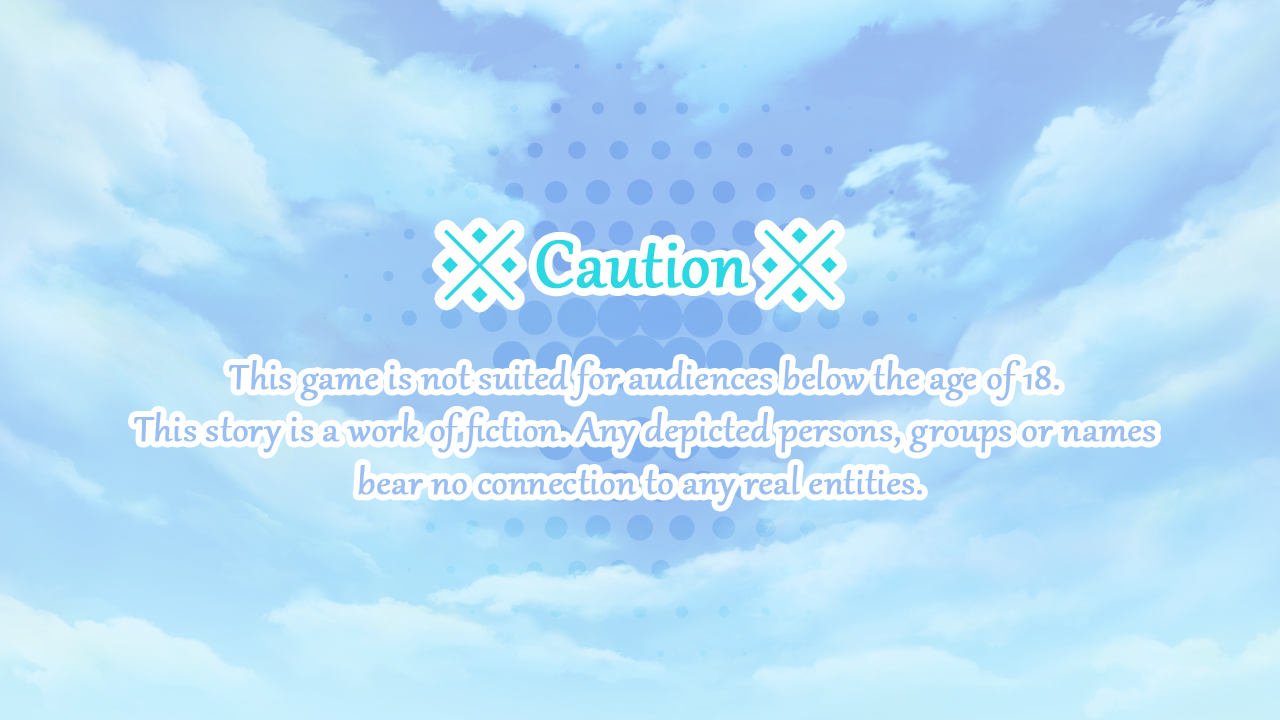 ※Caution※
This game is not suited for audiences below the age of 18.
This story is a work of fiction. Any depicted persons, groups or names
bear no connection to any real entities.